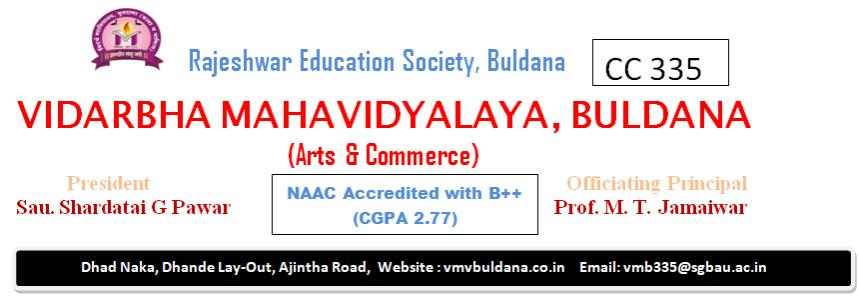 Rajeshwar Education Society, Buldana
CC 335
VIDARBHA MAHAVIDYALAYA, BULDANA
(Arts & Commerce)
President
Sau. Shardatai G Pawar
NAAC Accredited with B++
(CGPA 2.77)
Officiating Principal
Prof. M. T. Jamaiwar
Dhad Naka, Dhande Lay-Out, Ajintha Road, Website : vmvbuldana.co.in Email: vmb335@sgbau.ac.in